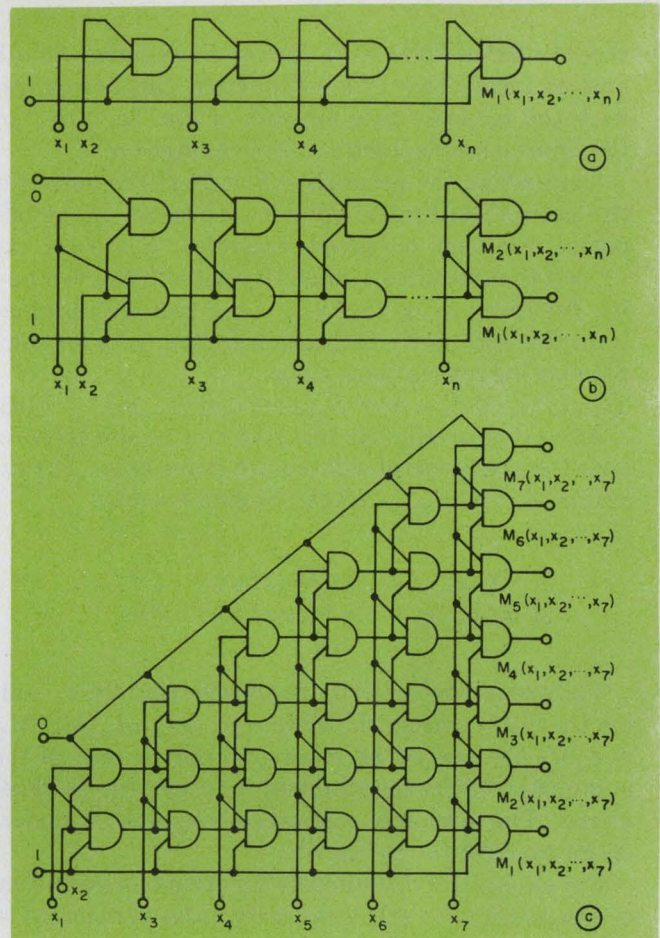 1
M₁(x₁,x₂,···,xₙ)
x₁ x₂ x₃ x₄ xₙ
a
0
M₂(x₁,x₂,···,xₙ)
1
M₁(x₁,x₂,···,xₙ)
x₁ x₂ x₃ x₄ xₙ
b
M₇(x₁,x₂,···,x₇)
M₆(x₁,x₂,···,x₇)
M₅(x₁,x₂,···,x₇)
M₄(x₁,x₂,···,x₇)
M₃(x₁,x₂,···,x₇)
0
M₂(x₁,x₂,···,x₇)
1
M₁(x₁,x₂,···,x₇)
x₁ x₂ x₃ x₄ x₅ x₆ x₇
c